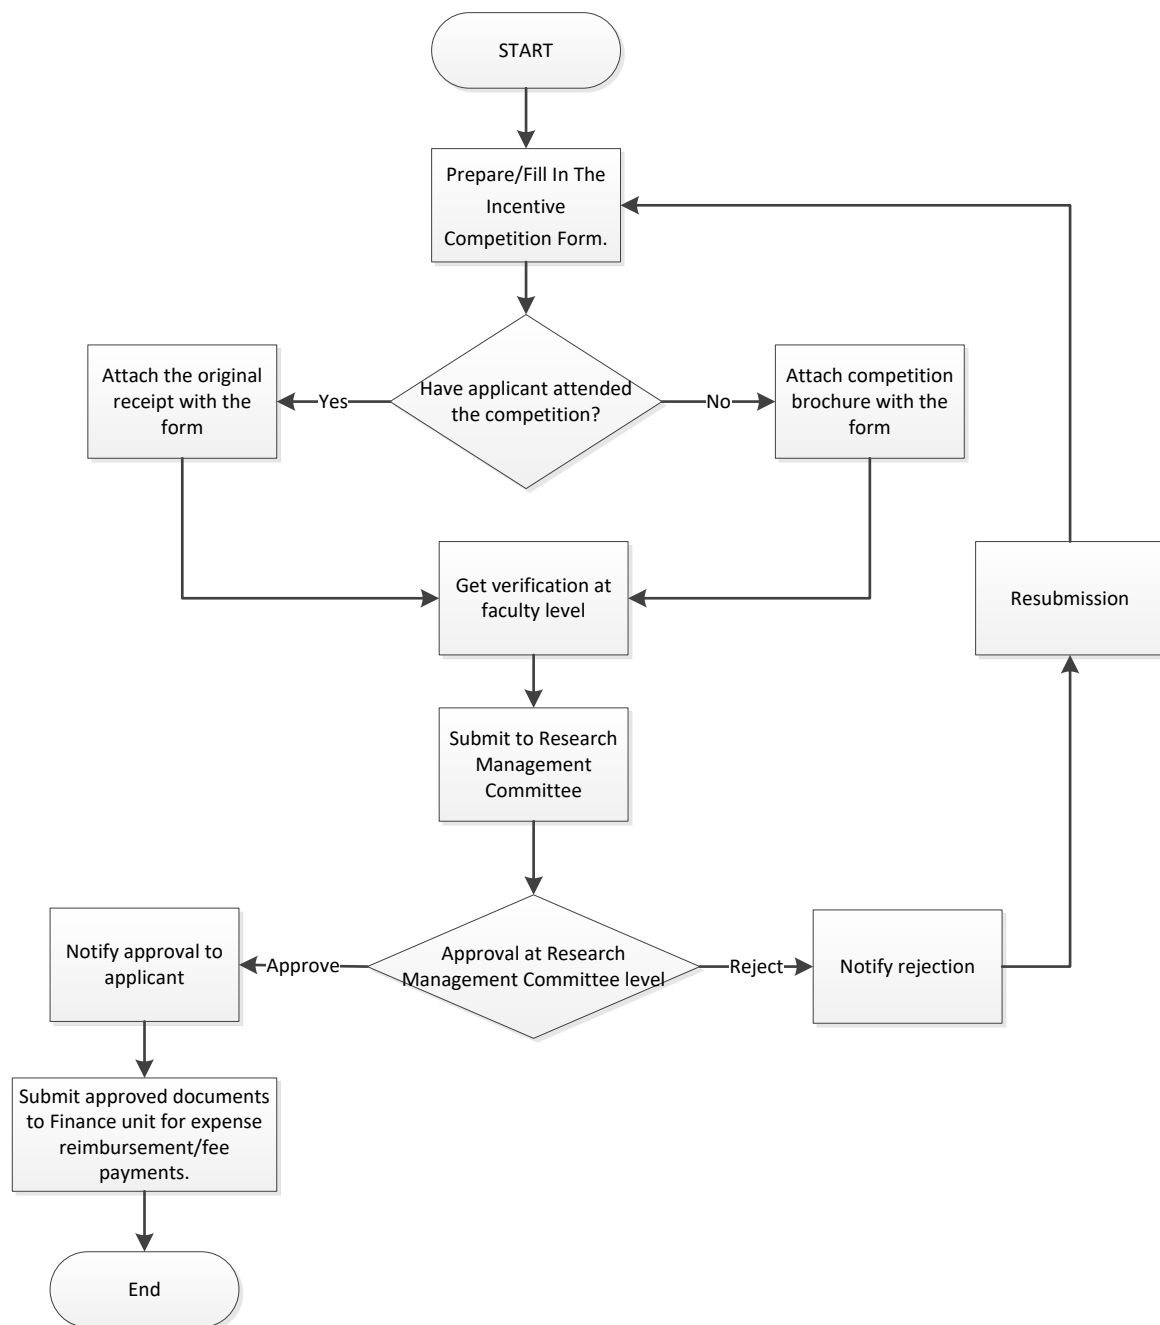 START
Prepare/Fill In The
Incentive
Competition Form.
Attach the original
receipt with the
form
Yes
Have applicant attended
the competition?
No
Attach competition
brochure with the
form
Get verification at
faculty level
Resubmission
Submit to Research
Management
Committee
Notify approval to
applicant
Approve
Approval at Research
Management Committee level
Reject
Notify rejection
Submit approved documents
to Finance unit for expense
reimbursement/fee
payments.
End